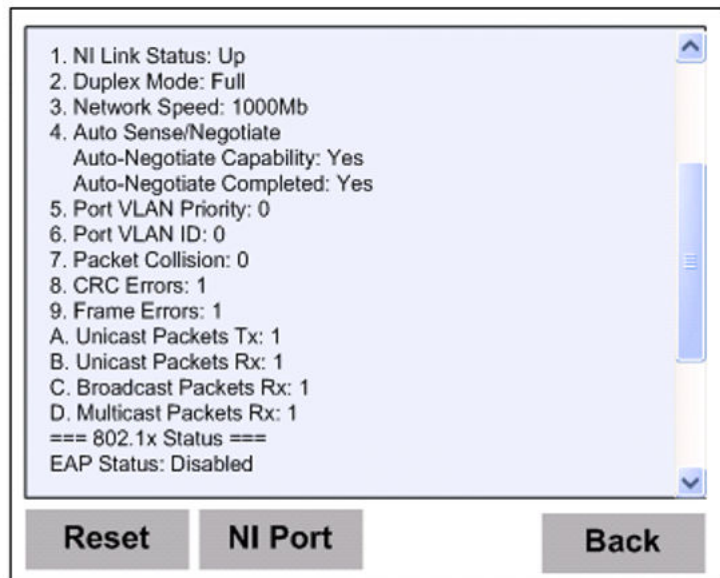 1. NI Link Status: Up
2. Duplex Mode: Full
3. Network Speed: 1000Mb
4. Auto Sense/Negotiate
Auto-Negotiate Capability: Yes
Auto-Negotiate Completed: Yes
5. Port VLAN Priority: 0
6. Port VLAN ID: 0
7. Packet Collision: 0
8. CRC Errors: 1
9. Frame Errors: 1
A. Unicast Packets Tx: 1
B. Unicast Packets Rx: 1
C. Broadcast Packets Rx: 1
D. Multicast Packets Rx: 1
=== 802.1x Status ===
EAP Status: Disabled
Reset
NI Port
Back